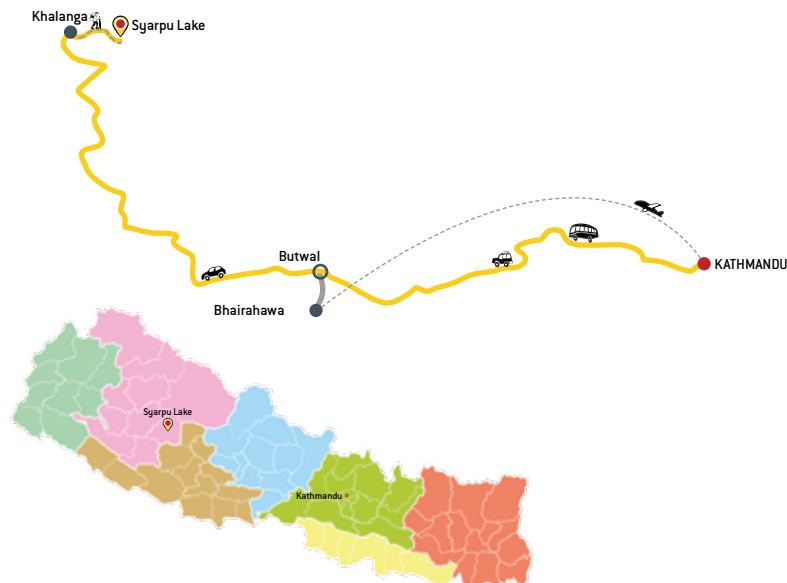 Khalanga
Syarpu Lake
Butwal
KATHMANDU
Bhairahawa
Syarpu Lake
Kathmandu